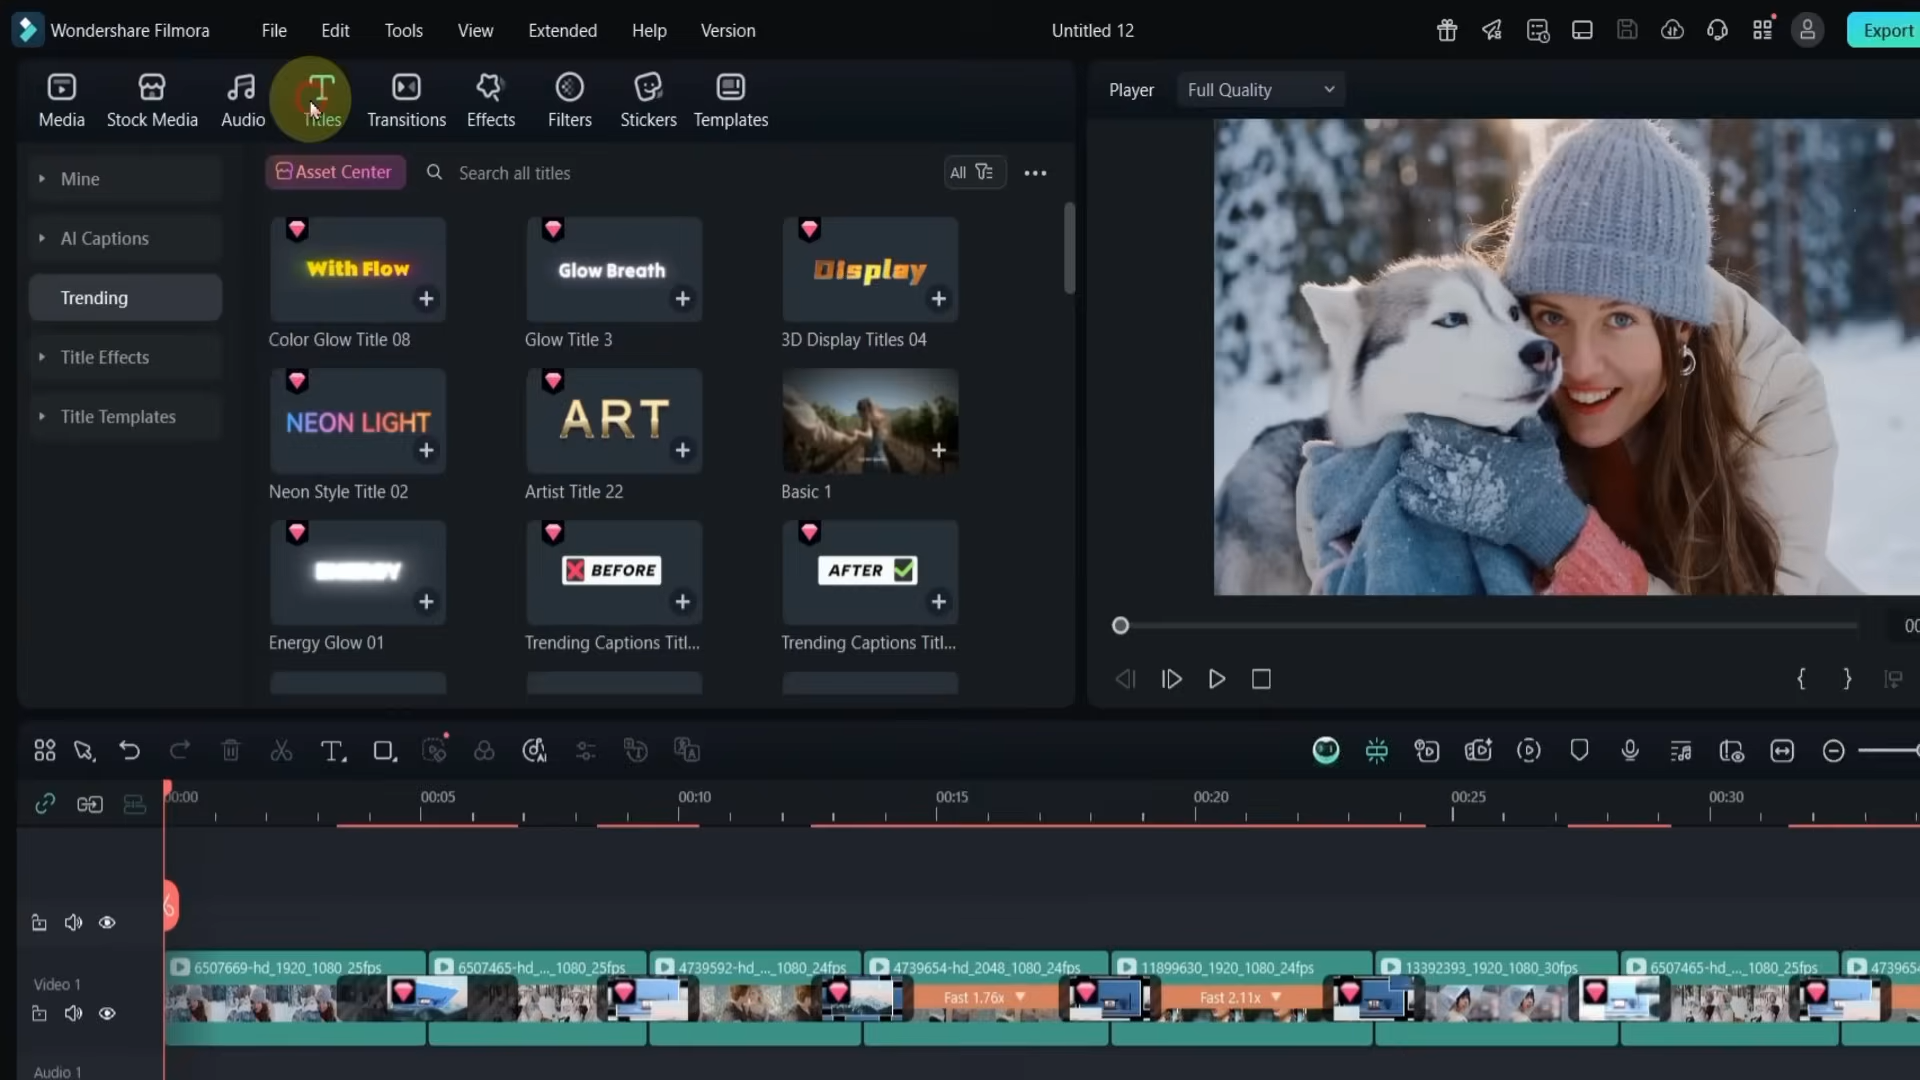 Wondershare Filmora
File
Edit
Tools
View
Extended
Help
Version
Untitled 12
Export
Media
Stock Media
Audio
Titles
Transitions
Effects
Filters
Stickers
Templates
Player
Full Quality
Mine
AI Captions
Trending
Title Effects
Title Templates
Asset Center
Search all titles
All
With Flow
Glow Breath
Display
Color Glow Title 08
Glow Title 3
3D Display Titles 04
NEON LIGHT
ART
Neon Style Title 02
Artist Title 22
Basic 1
ENERGY
BEFORE
AFTER
Energy Glow 01
Trending Captions Titl...
Trending Captions Titl...
00
00:00
00:05
00:10
00:15
00:20
00:25
00:30
Video 1
6507669-hd_1920_1080_25fps
6507465-hd_..._1080_25fps
4739592-hd_..._1080_24fps
4739654-hd_2048_1080_24fps
11899630_1920_1080_24fps
13392393_1920_1080_30fps
6507465-hd_..._1080_25fps
473965
Fast 1.76x
Fast 2.11x
Audio 1